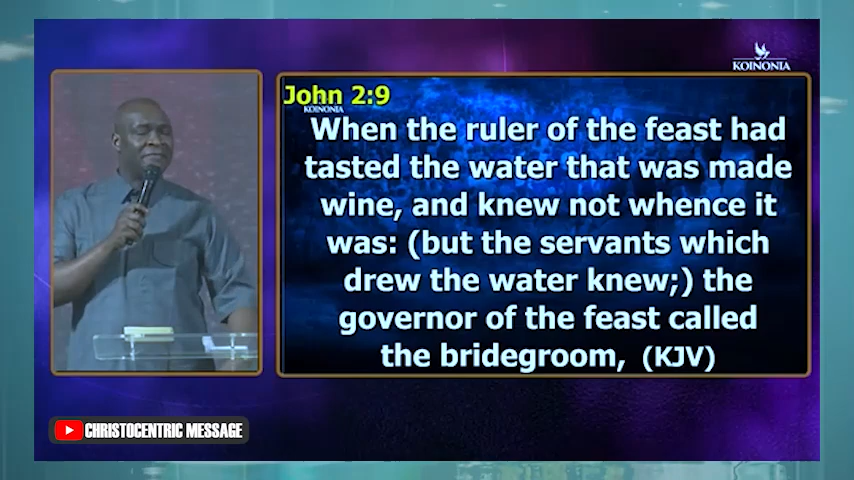 KOINONIA
John 2:9
KOINONIA
When the ruler of the feast had
tasted the water that was made
wine, and knew not whence it
was: (but the servants which
drew the water knew;) the
governor of the feast called
the bridegroom, (KJV)
CHRISTOCENTRIC MESSAGE